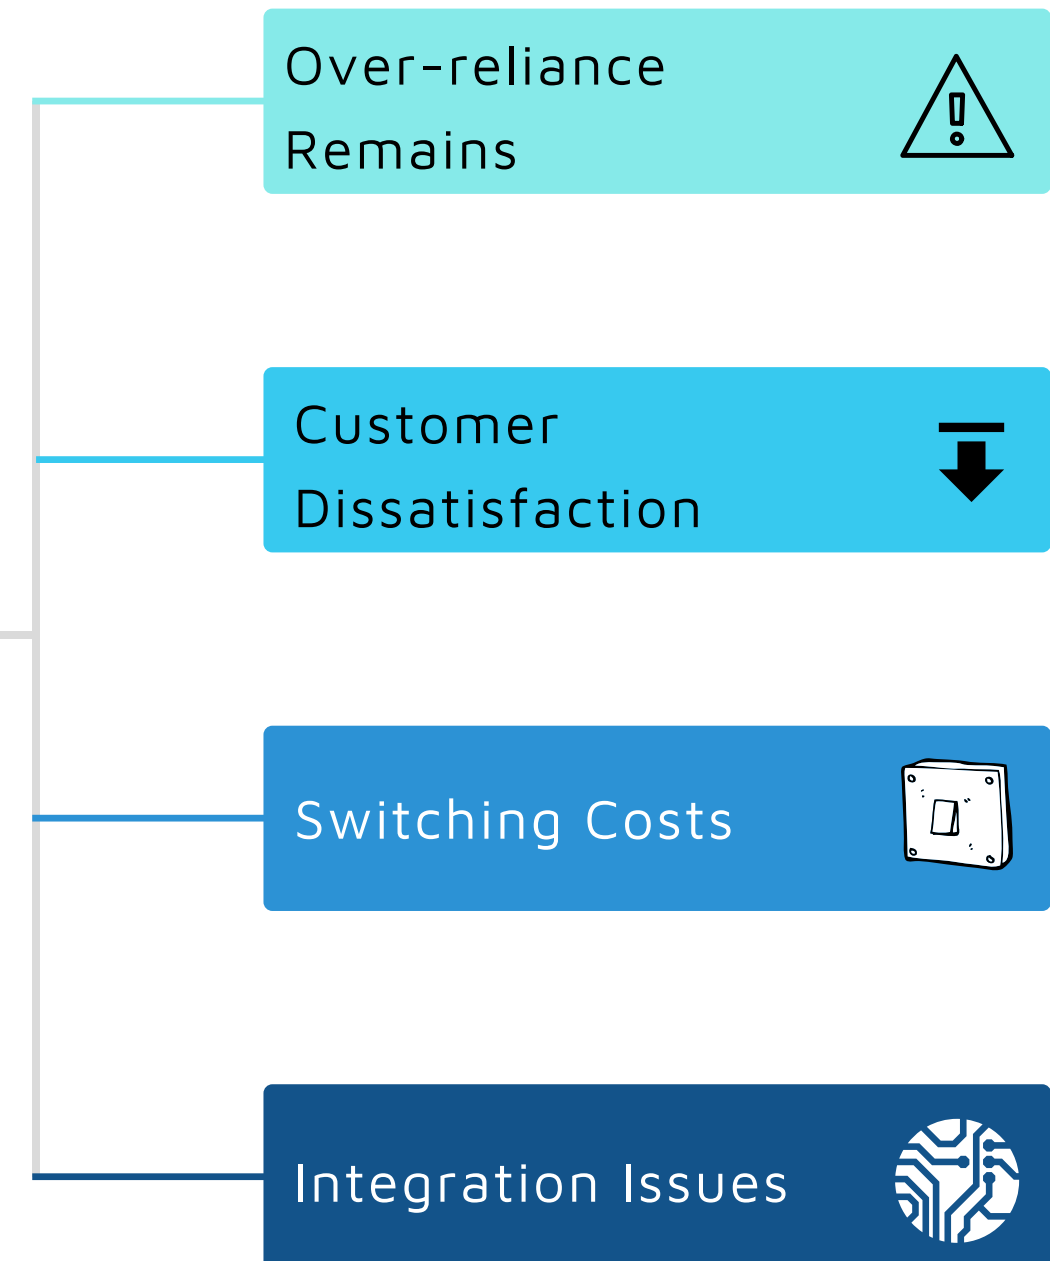 Over-reliance
Remains
Customer
Dissatisfaction
Switching Costs
Integration Issues